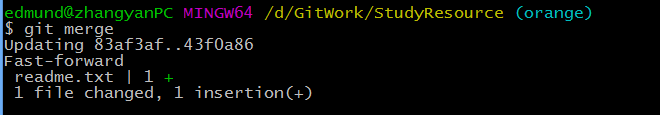 edmund@zhangyanPC MINGW64 /d/GitWork/StudyResource (orange)
$ git merge
Updating 83af3af..43f0a86
Fast-forward
 readme.txt | 1 +
 1 file changed, 1 insertion(+)